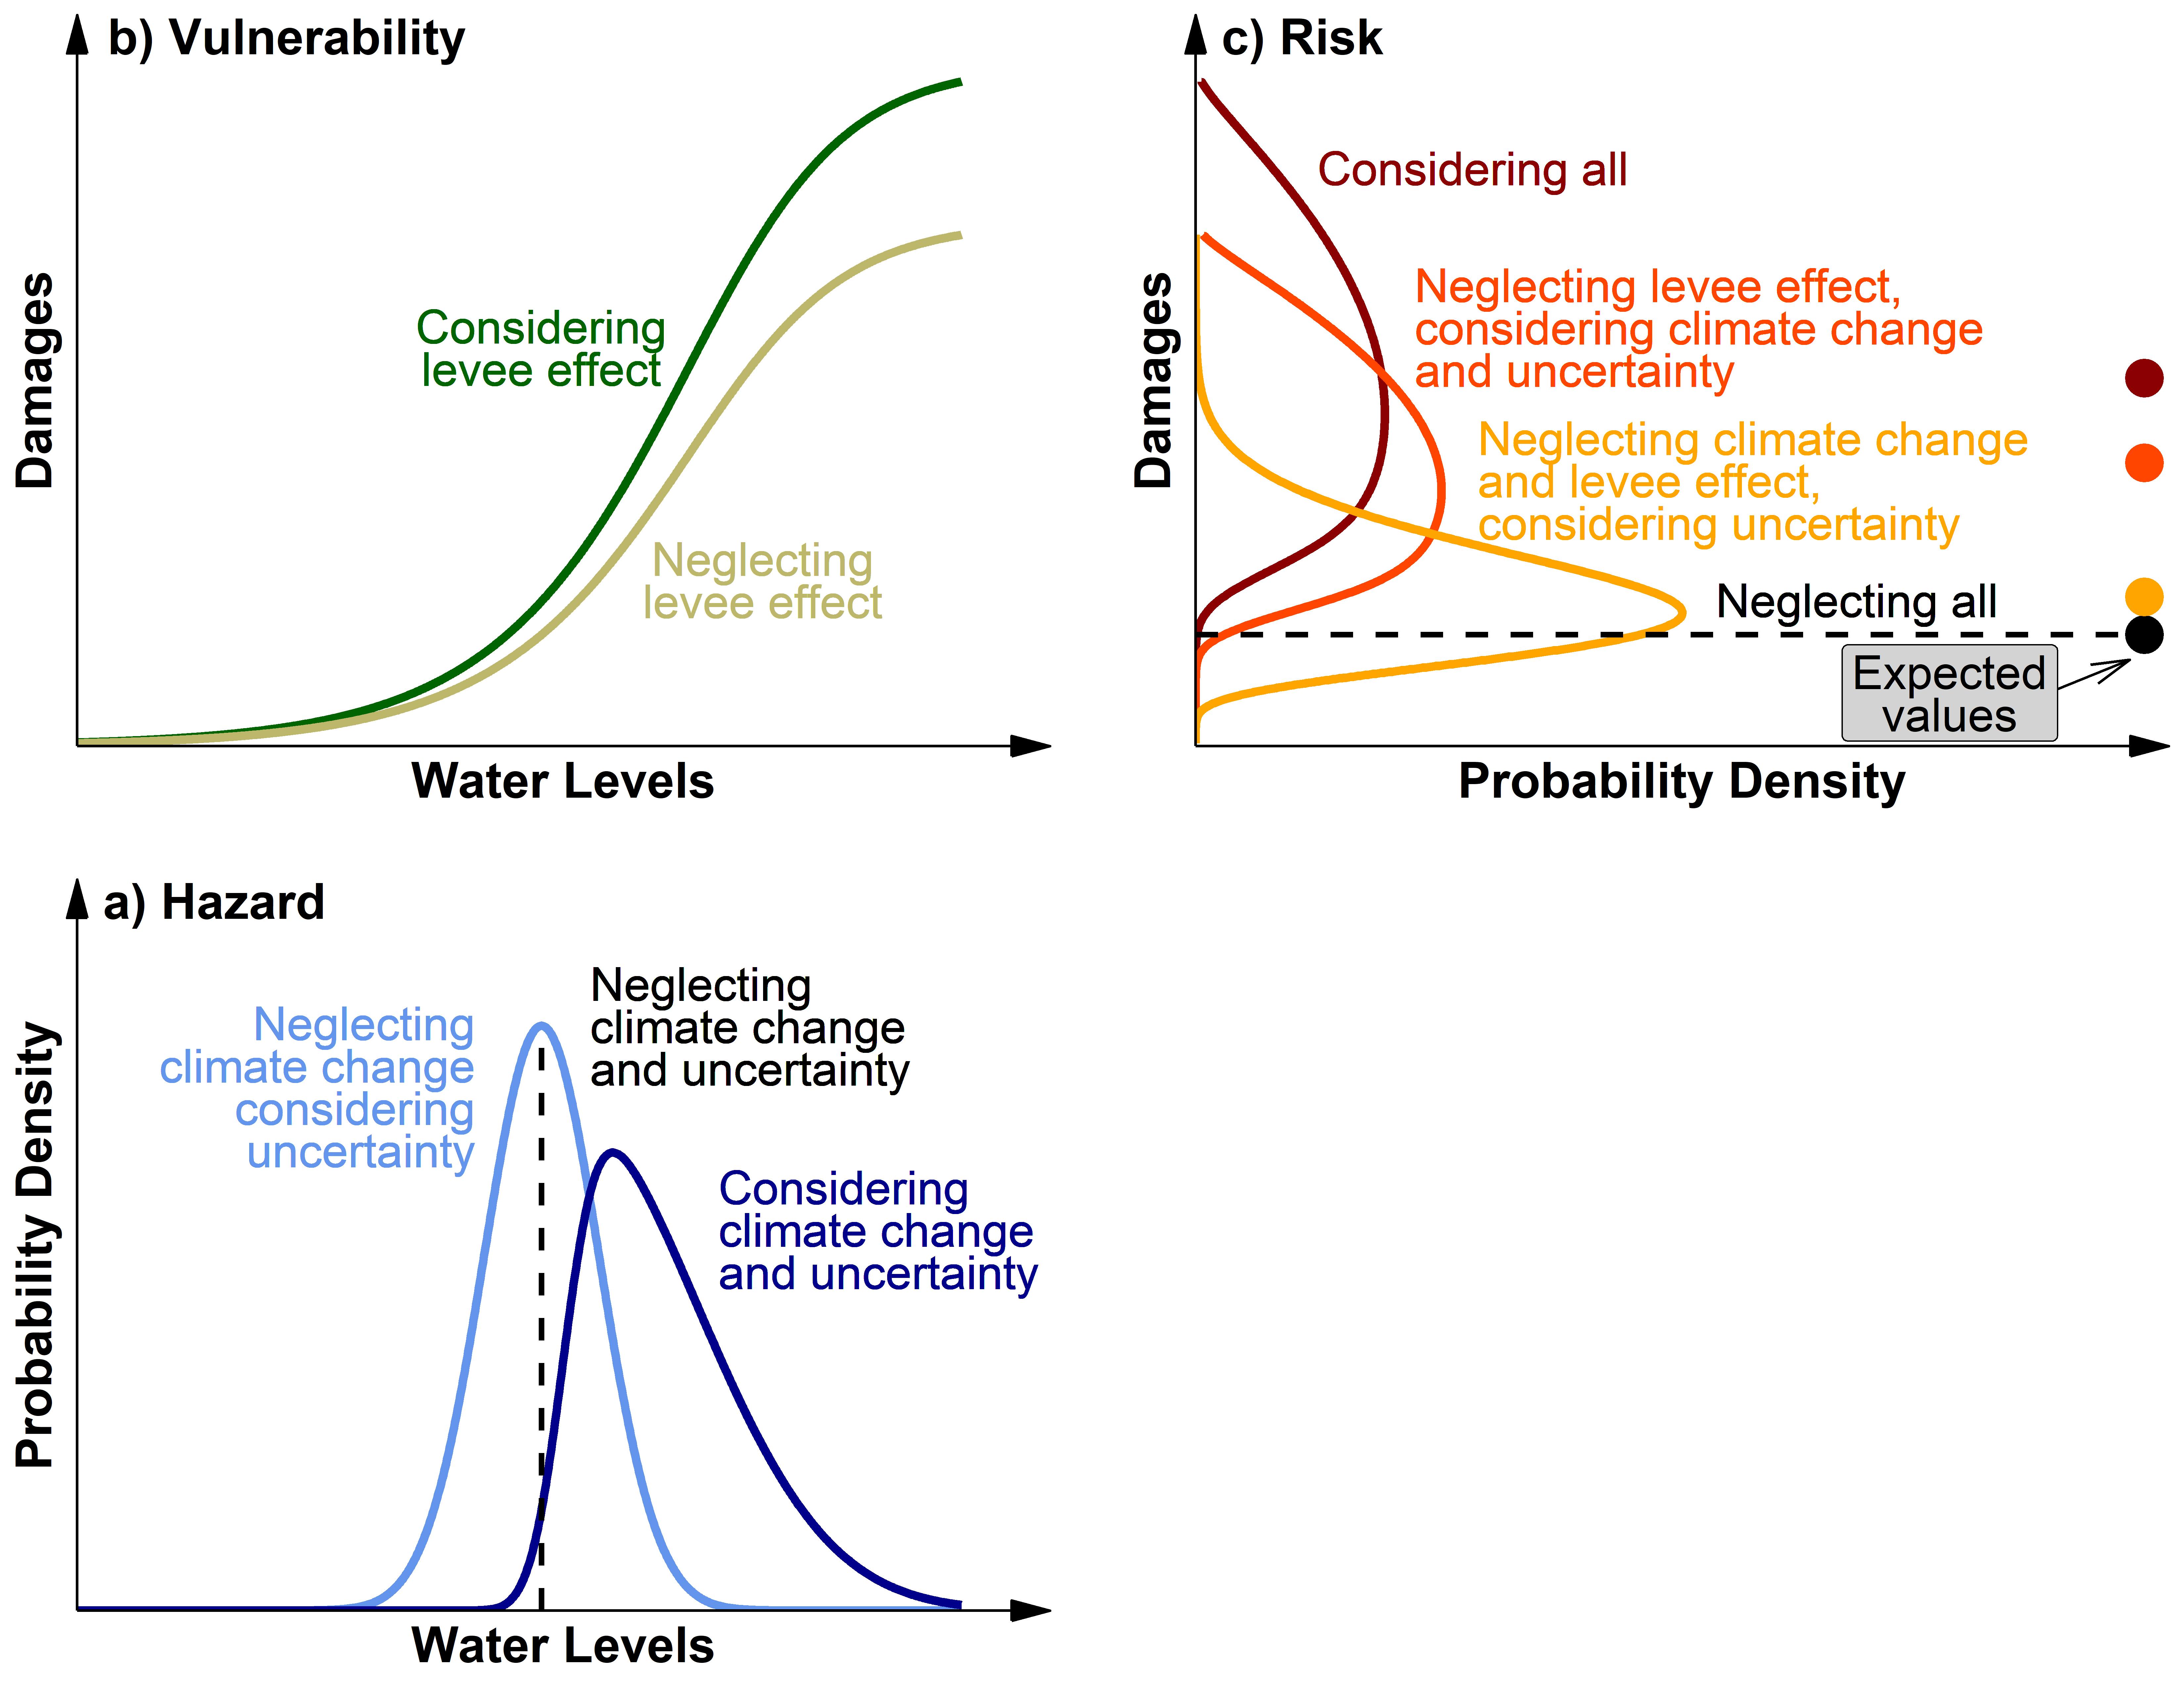 b) Vulnerability
Damages
Considering
levee effect
Neglecting
levee effect
Water Levels
c) Risk
Damages
Considering all
Neglecting levee effect,
considering climate change
and uncertainty
Neglecting climate change
and levee effect,
considering uncertainty
Neglecting all
Expected
values
Probability Density
a) Hazard
Probability Density
Neglecting
climate change
considering
uncertainty
Neglecting
climate change
and uncertainty
Considering
climate change
and uncertainty
Water Levels